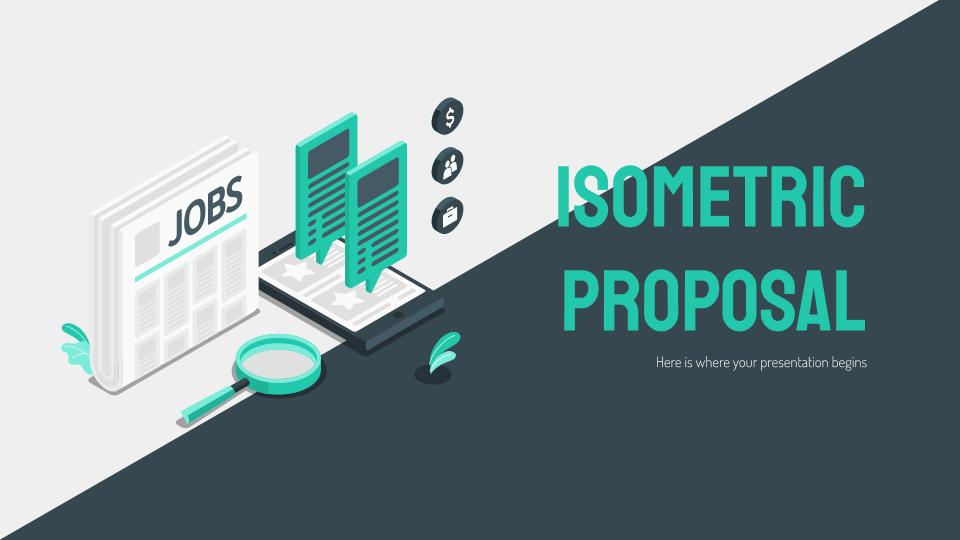 JOBS
$
ISOMETRIC
PROPOSAL
Here is where your presentation begins